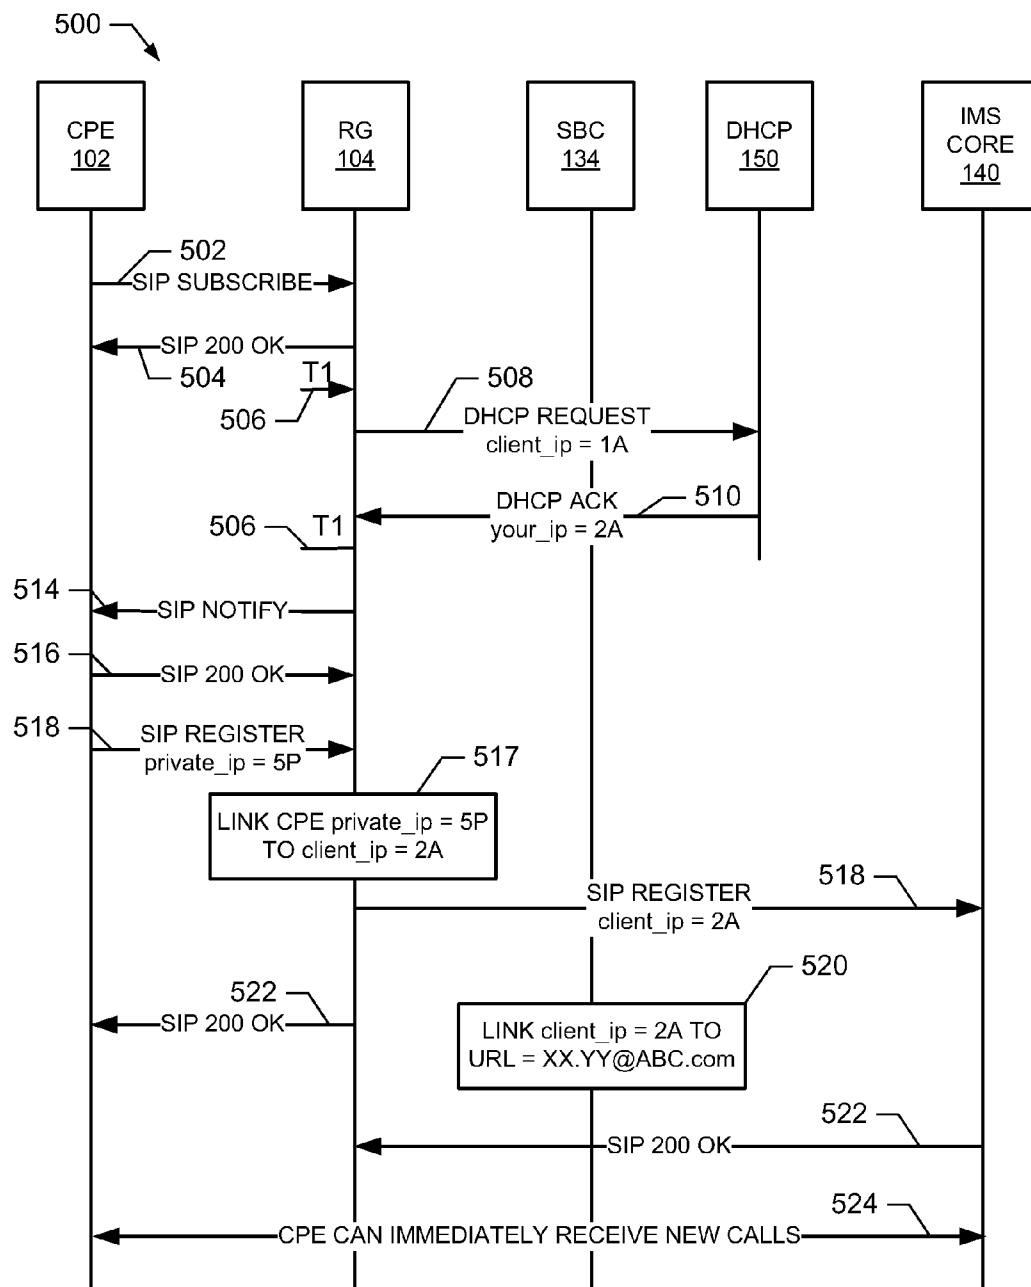 500
CPE
102
RG
104
SBC
134
DHCP
150
IMS
CORE
140
502
SIP SUBSCRIBE
SIP 200 OK
504
T1
506
508
DHCP REQUEST
client_ip = 1A
510
DHCP ACK
your_ip = 2A
506
T1
514
SIP NOTIFY
516
SIP 200 OK
518
SIP REGISTER
private_ip = 5P
517
LINK CPE private_ip = 5P
TO client_ip = 2A
518
SIP REGISTER
client_ip = 2A
520
522
SIP 200 OK
LINK client_ip = 2A TO
URL = XX.YY@ABC.com
522
SIP 200 OK
524
CPE CAN IMMEDIATELY RECEIVE NEW CALLS